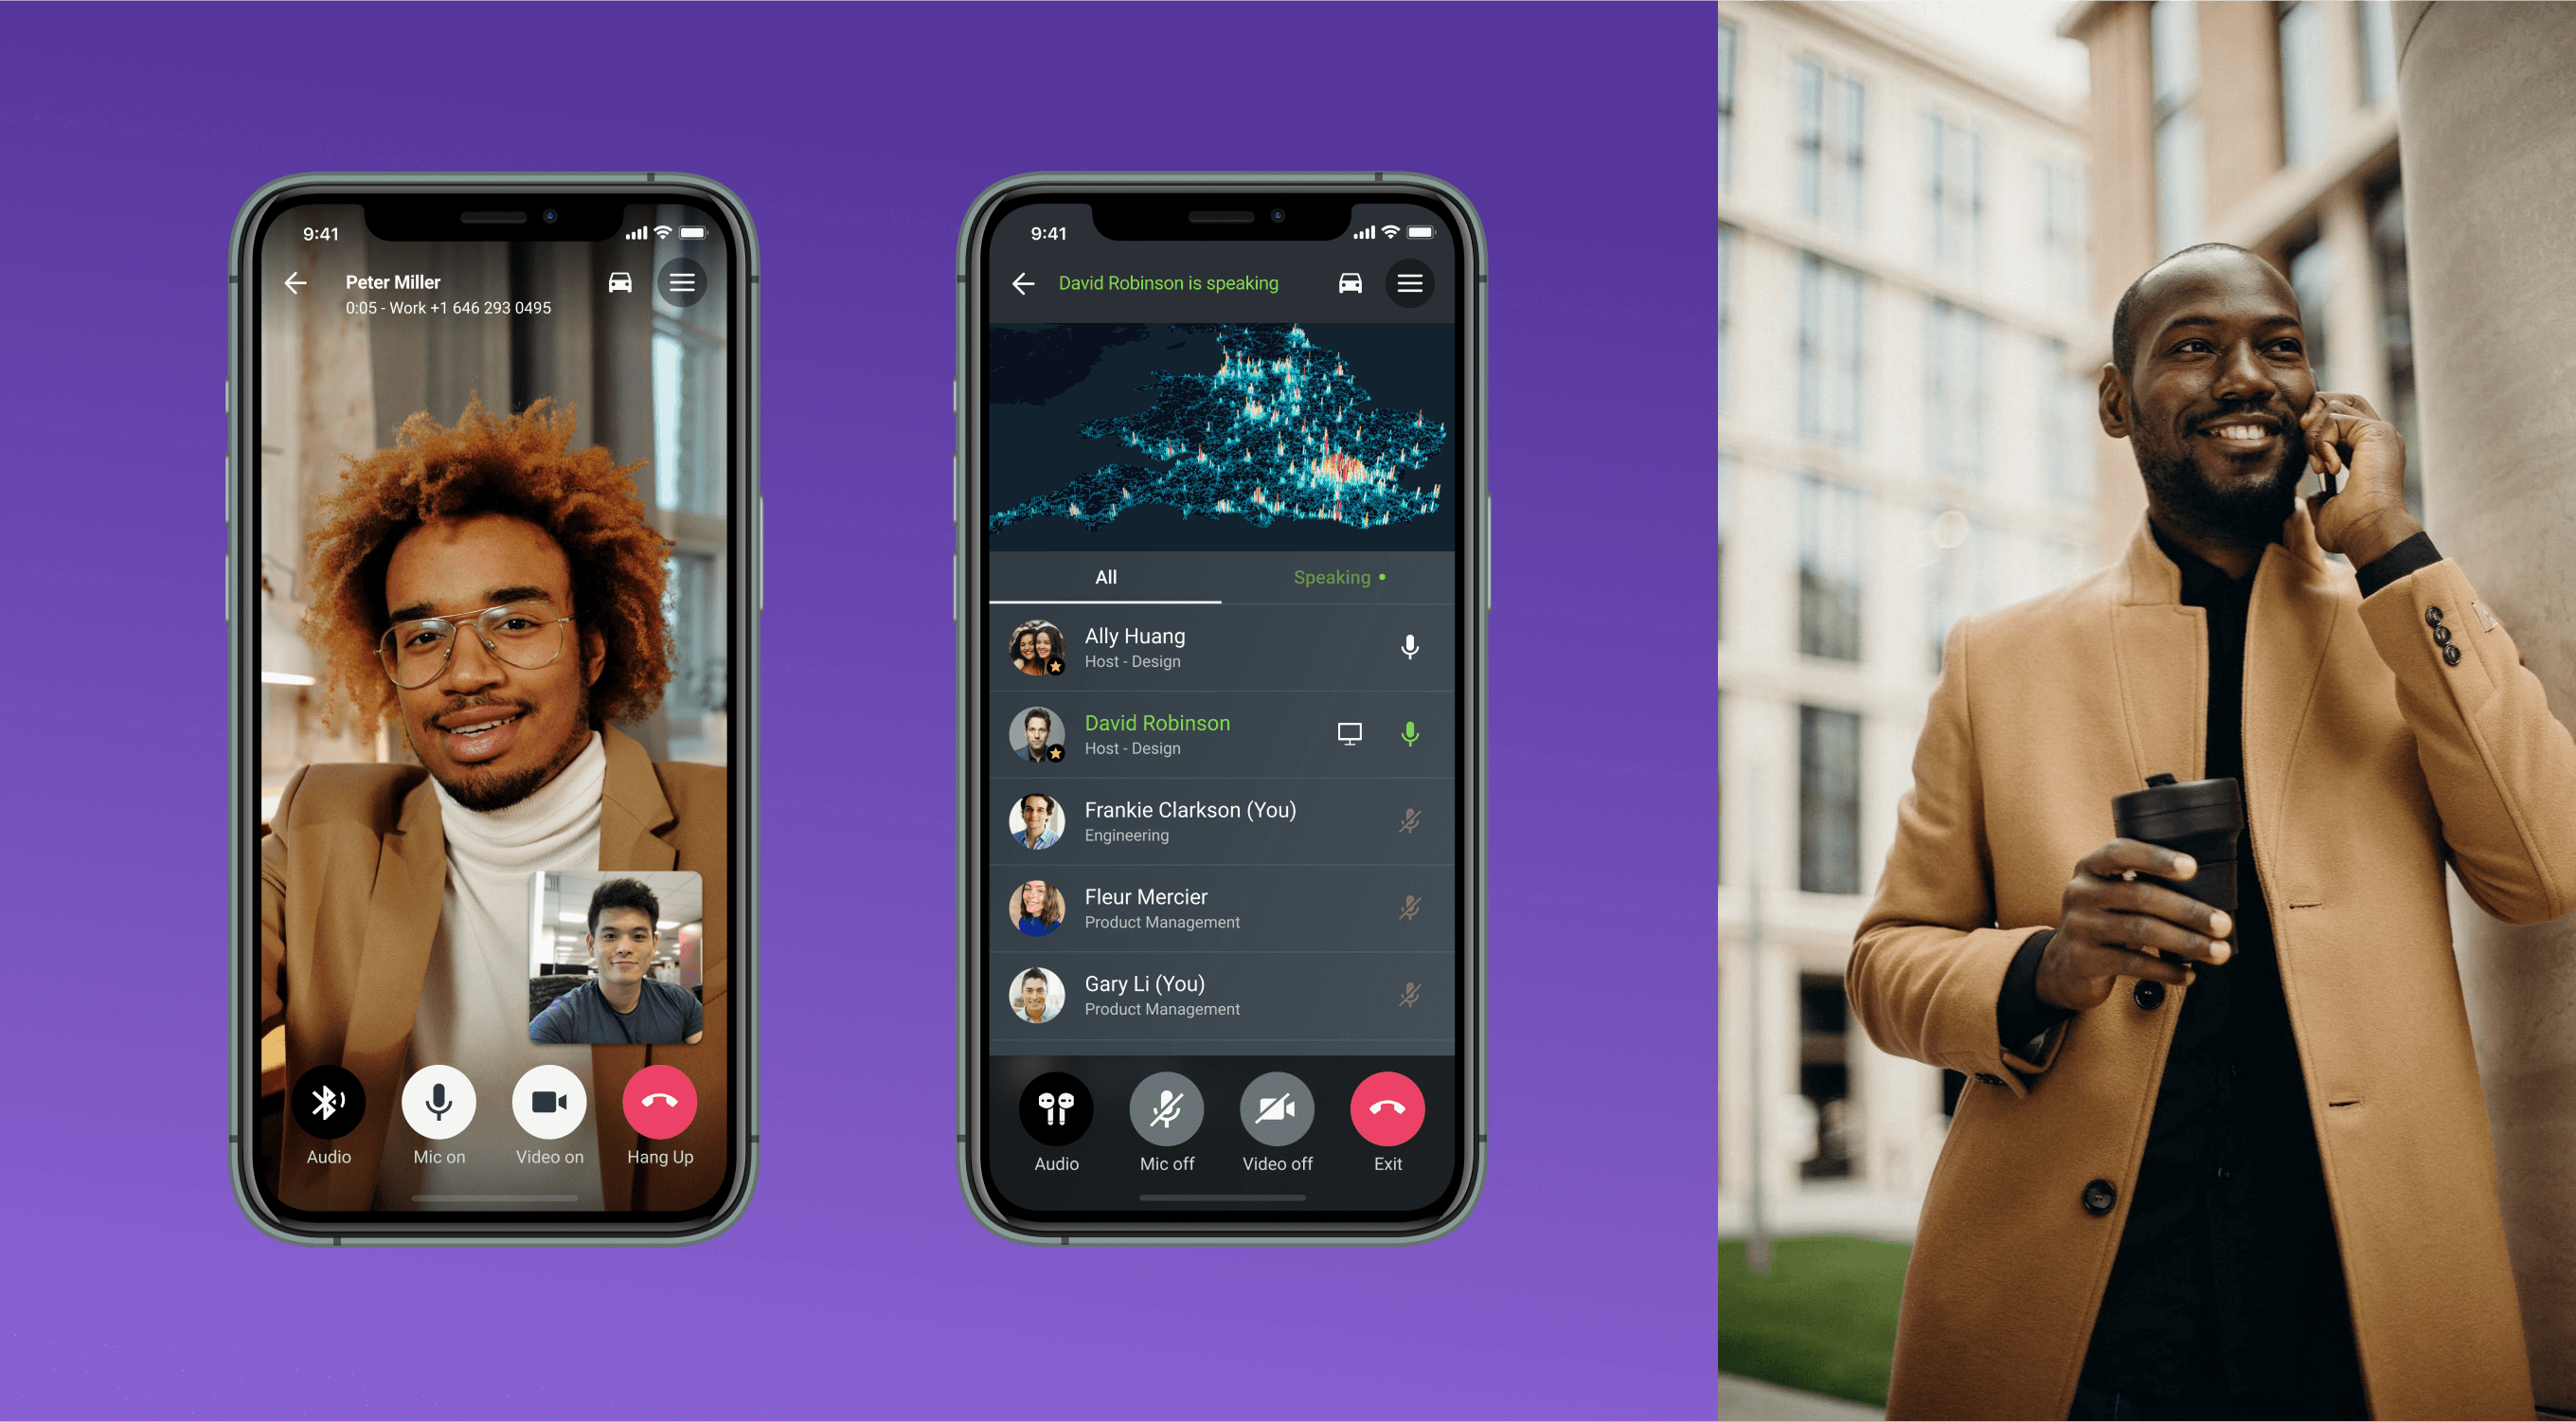 9:41
Peter Miller
0:05 - Work +1 646 293 0495
Audio
Mic on
Video on
Hang Up
9:41
David Robinson is speaking
All
Speaking
Ally Huang
Host - Design
David Robinson
Host - Design
Frankie Clarkson (You)
Engineering
Fleur Mercier
Product Management
Gary Li (You)
Product Management
Audio
Mic off
Video off
Exit